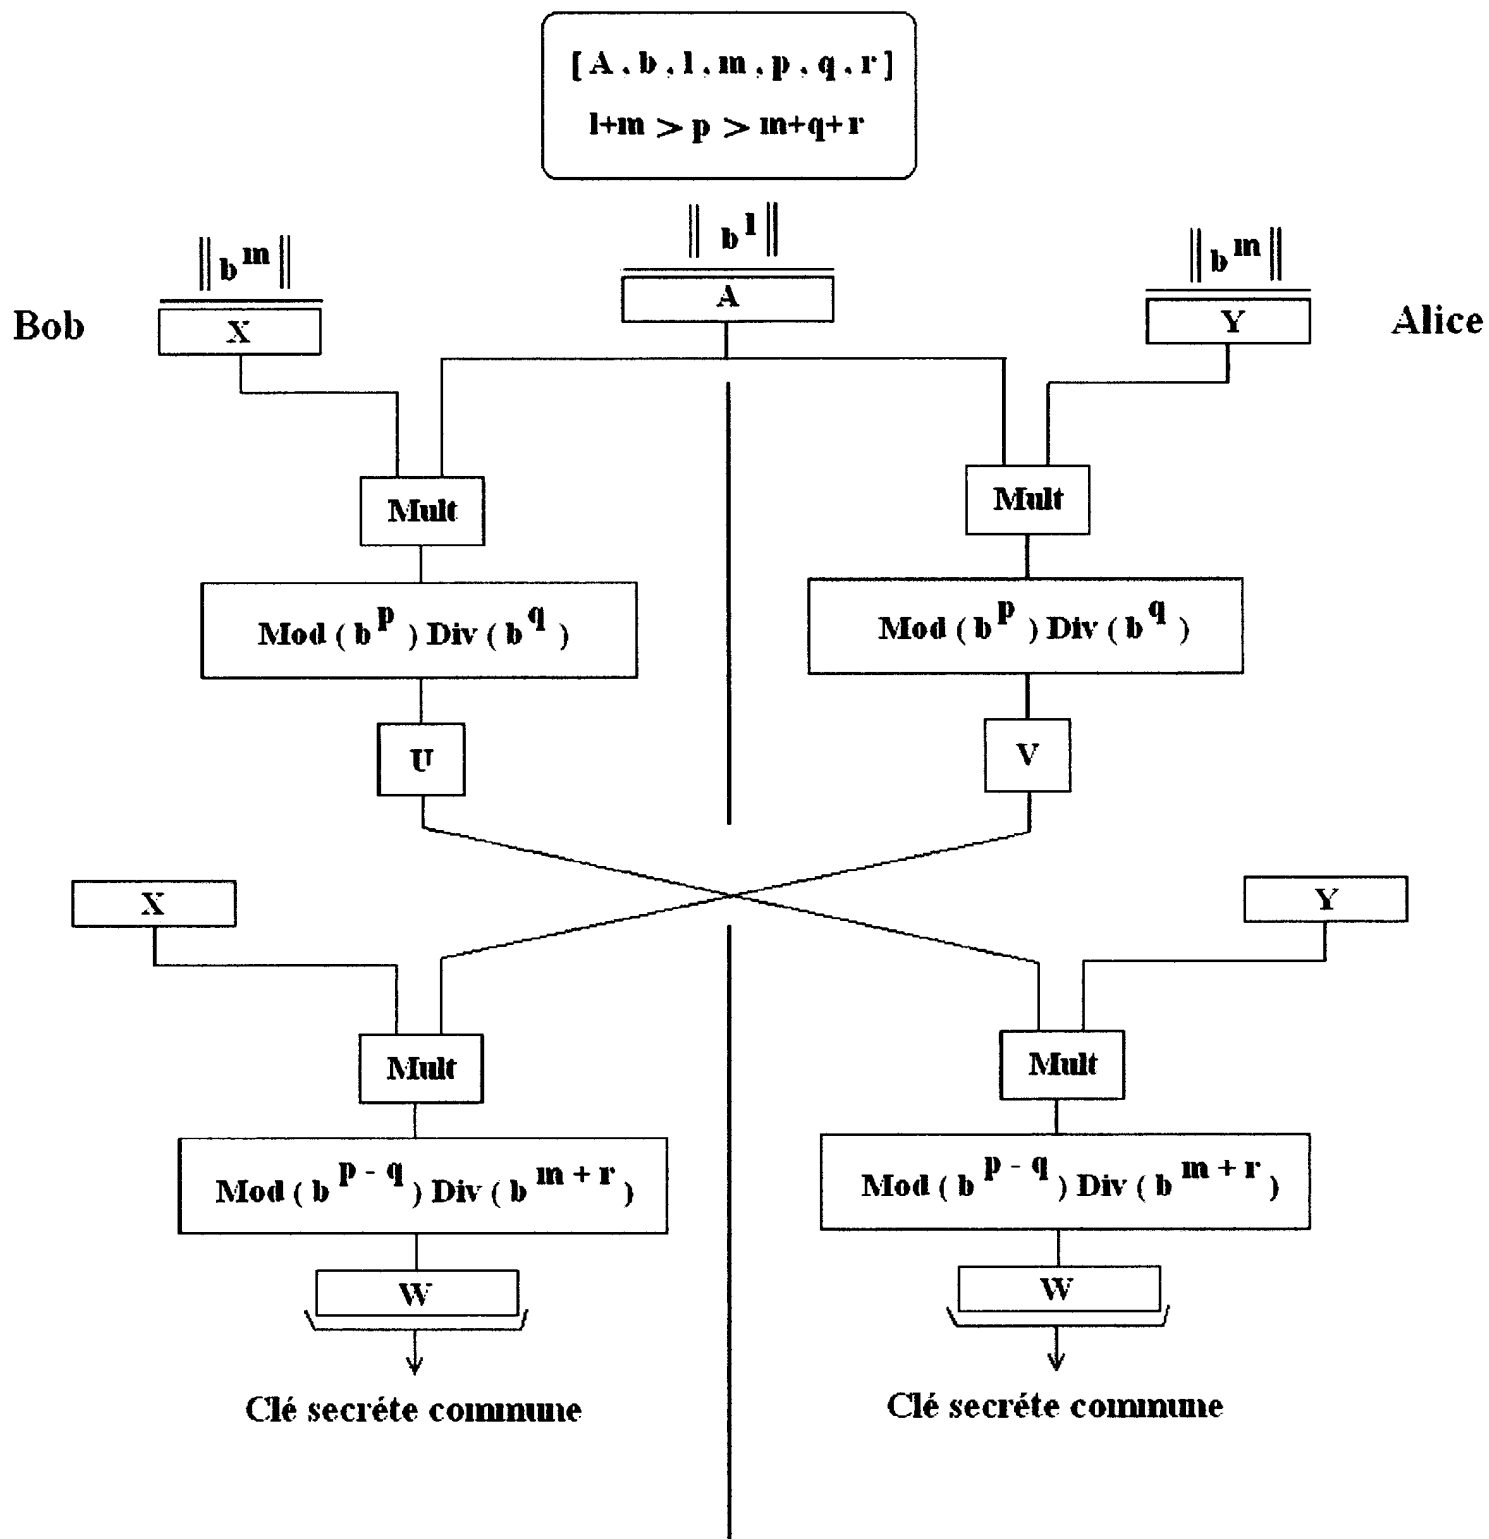 [ A , b , l , m , p , q , r ]
l+m > p > m+q+r
‖ b^l ‖
‖ b^m ‖
‖ b^m ‖
A
Bob
X
Y
Alice
Mult
Mult
Mod ( b^p ) Div ( b^q )
Mod ( b^p ) Div ( b^q )
U
V
X
Y
Mult
Mult
Mod ( b^p - q ) Div ( b^m + r )
Mod ( b^p - q ) Div ( b^m + r )
W
W
Clé secréte commune
Clé secréte commune